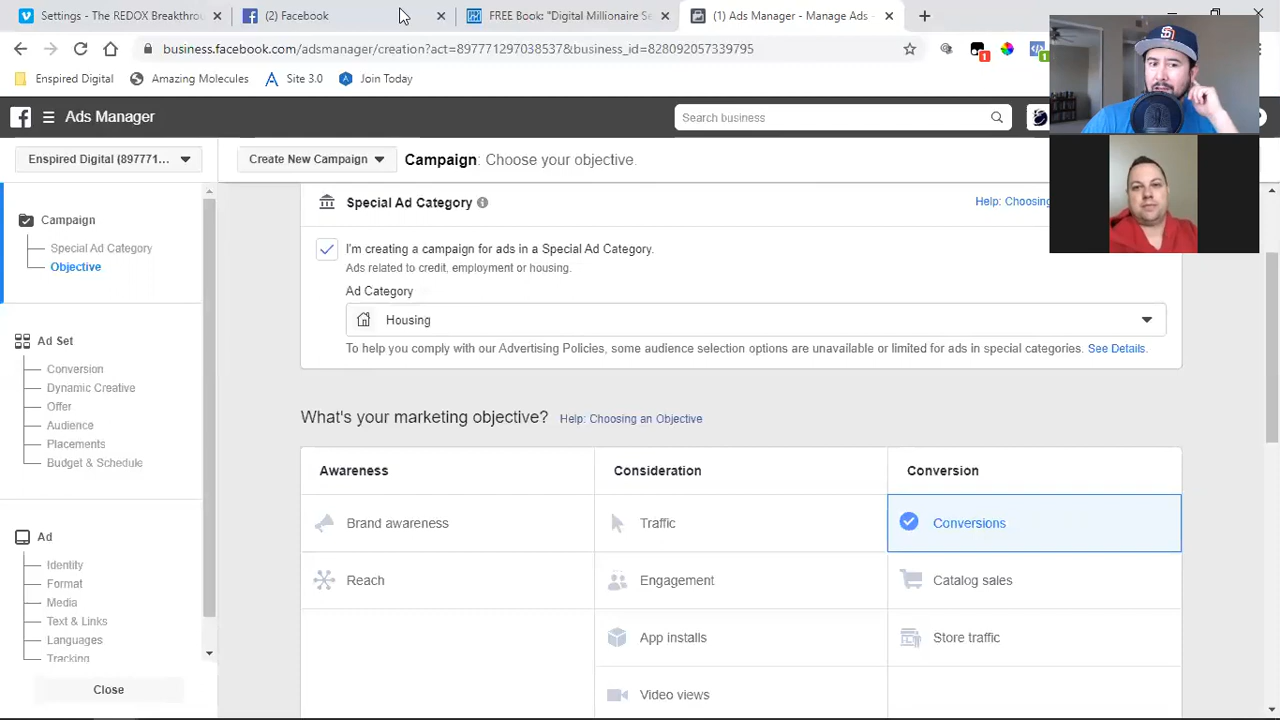 Settings - The REDOX Breakthrou
(2) Facebook
FREE Book: "Digital Millionaire Se
(1) Ads Manager - Manage Ads -
business.facebook.com/adsmanager/creation?act=897771297038537&business_id=828092057339795
1
1
Enspired Digital
Amazing Molecules
Site 3.0
Join Today
Ads Manager
Search business
Enspired Digital (897771...
Create New Campaign
Campaign: Choose your objective.
Campaign
Special Ad Category
Objective
Ad Set
Conversion
Dynamic Creative
Offer
Audience
Placements
Budget & Schedule
Ad
Identity
Format
Media
Text & Links
Languages
Tracking
Close
Special Ad Category
Help: Choosing
I'm creating a campaign for ads in a Special Ad Category.
Ads related to credit, employment or housing.
Ad Category
Housing
To help you comply with our Advertising Policies, some audience selection options are unavailable or limited for ads in special categories. See Details.
What's your marketing objective? Help: Choosing an Objective
Awareness
Consideration
Conversion
Brand awareness
Traffic
Conversions
Reach
Engagement
Catalog sales
App installs
Store traffic
Video views